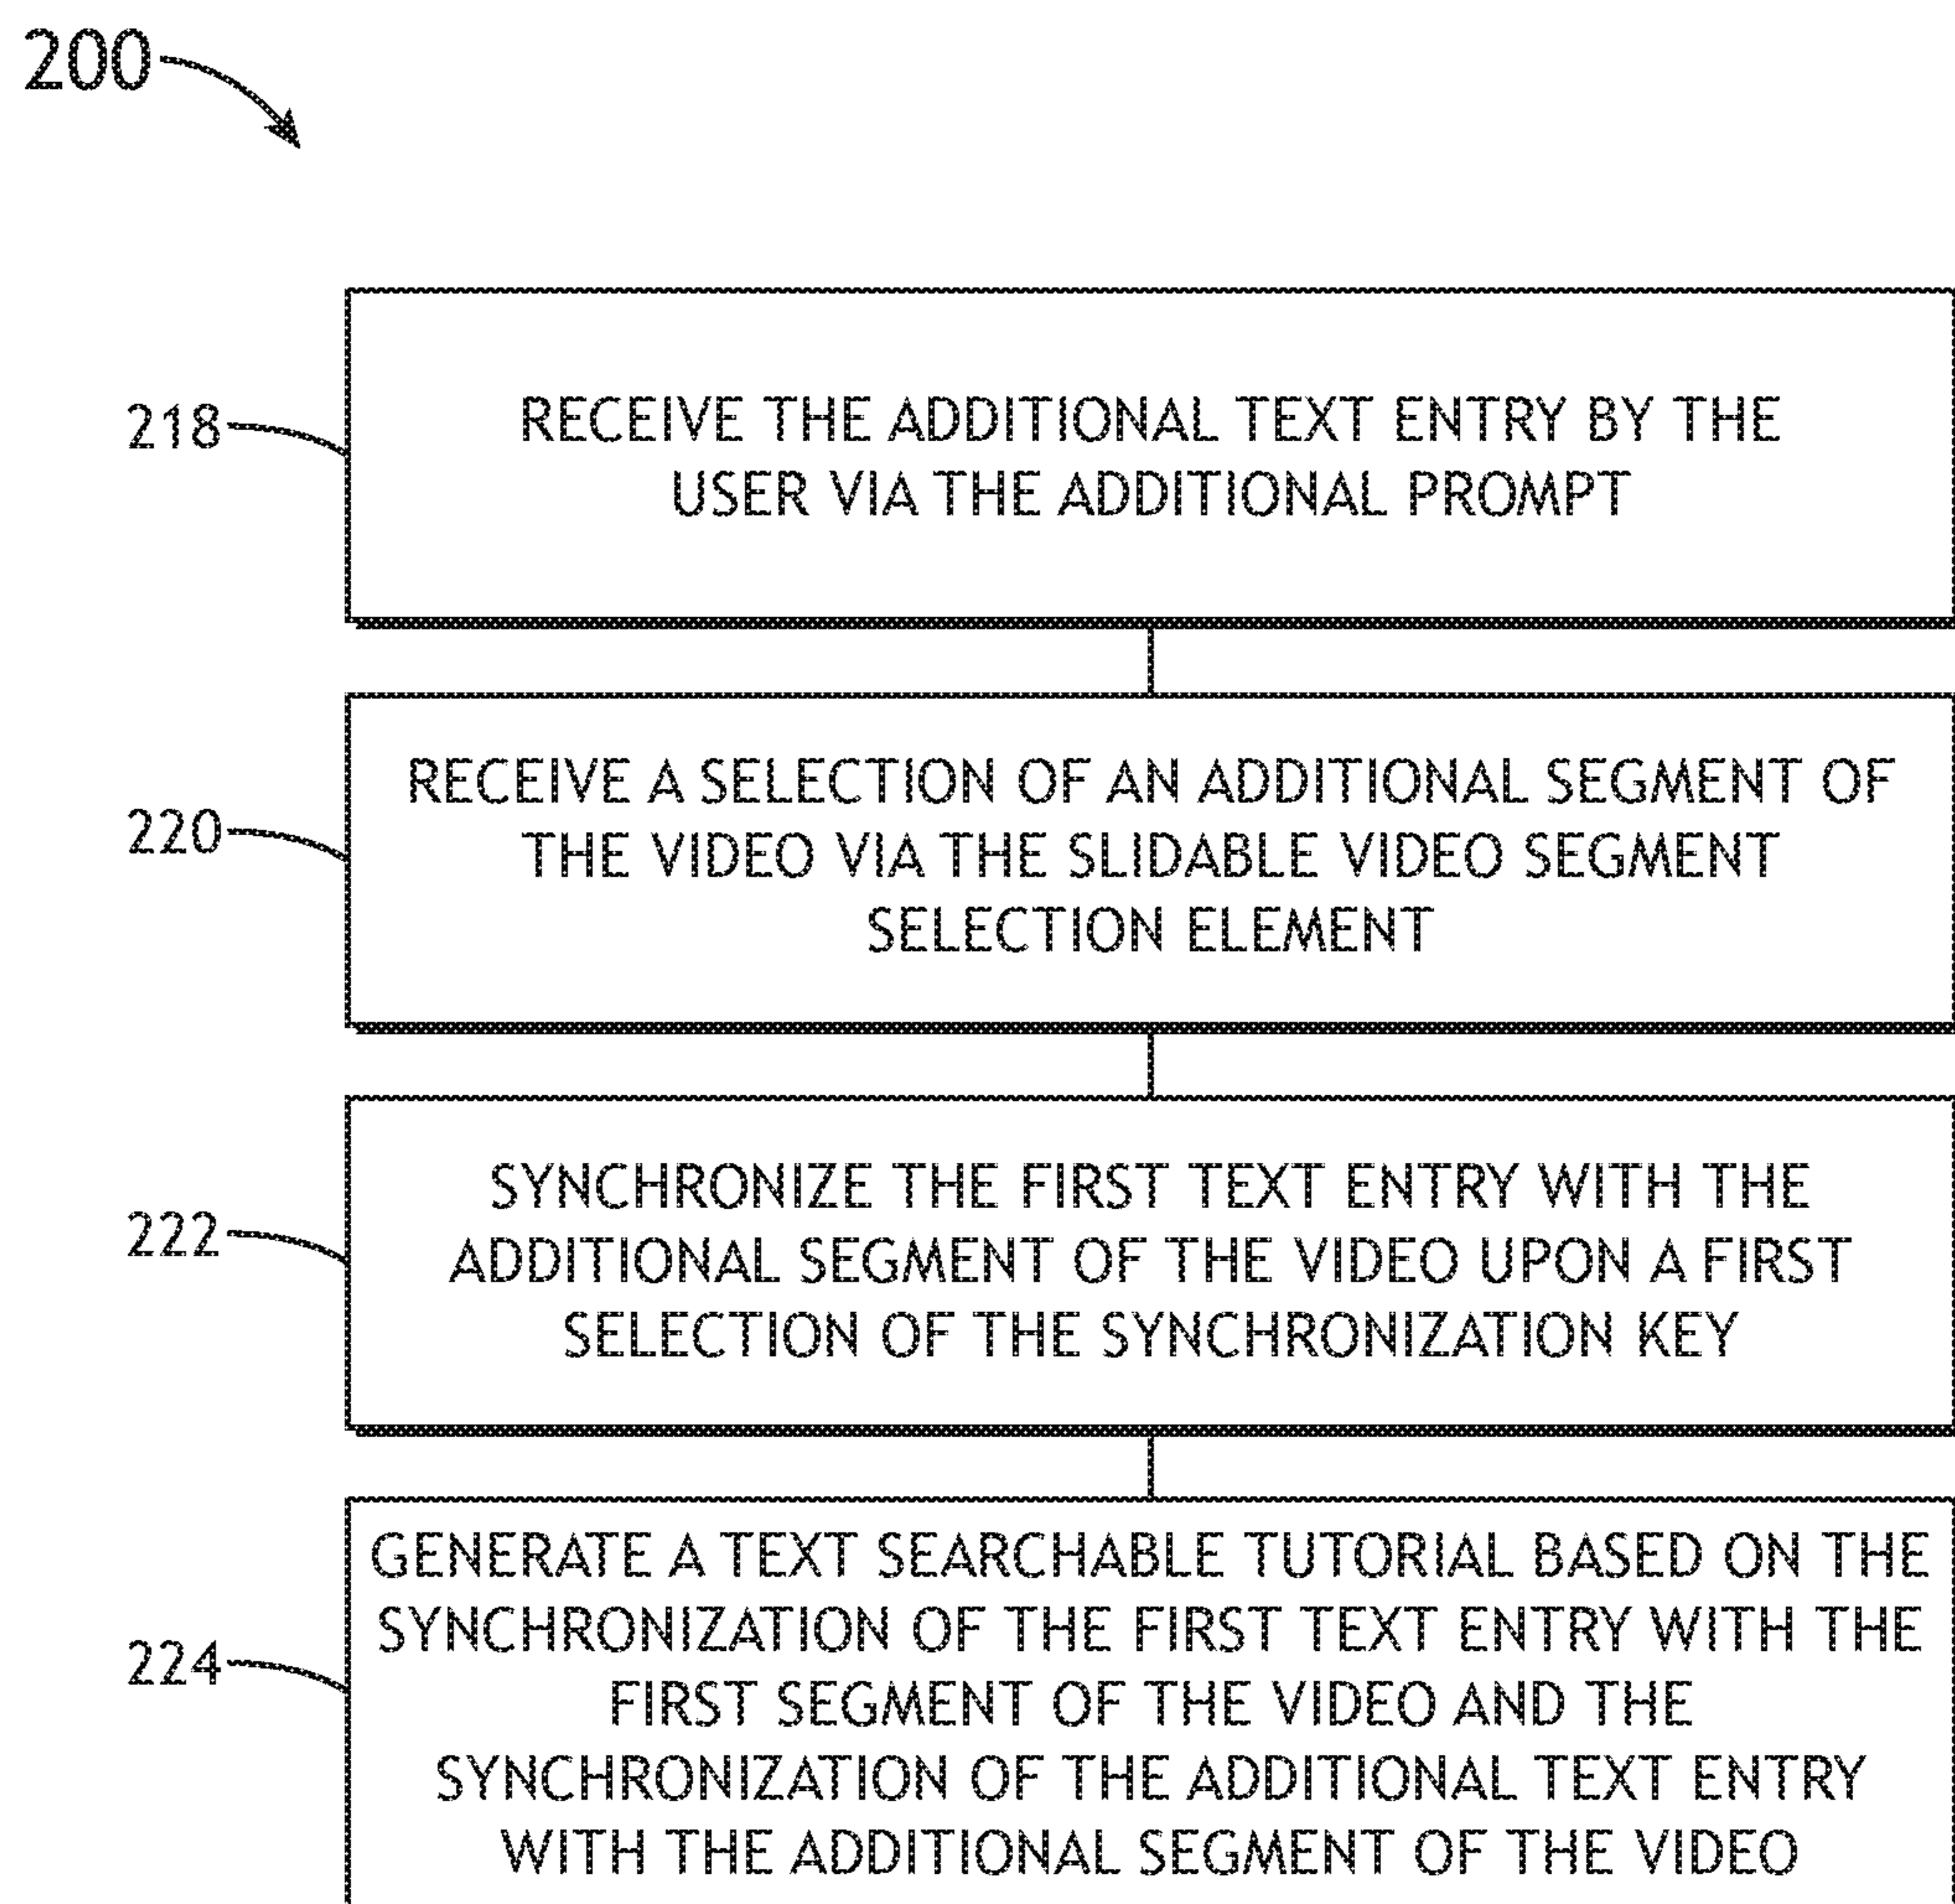 200
218
RECEIVE THE ADDITIONAL TEXT ENTRY BY THE
USER VIA THE ADDITIONAL PROMPT
220
RECEIVE A SELECTION OF AN ADDITIONAL SEGMENT OF
THE VIDEO VIA THE SLIDABLE VIDEO SEGMENT
SELECTION ELEMENT
222
SYNCHRONIZE THE FIRST TEXT ENTRY WITH THE
ADDITIONAL SEGMENT OF THE VIDEO UPON A FIRST
SELECTION OF THE SYNCHRONIZATION KEY
224
GENERATE A TEXT SEARCHABLE TUTORIAL BASED ON THE
SYNCHRONIZATION OF THE FIRST TEXT ENTRY WITH THE
FIRST SEGMENT OF THE VIDEO AND THE
SYNCHRONIZATION OF THE ADDITIONAL TEXT ENTRY
WITH THE ADDITIONAL SEGMENT OF THE VIDEO